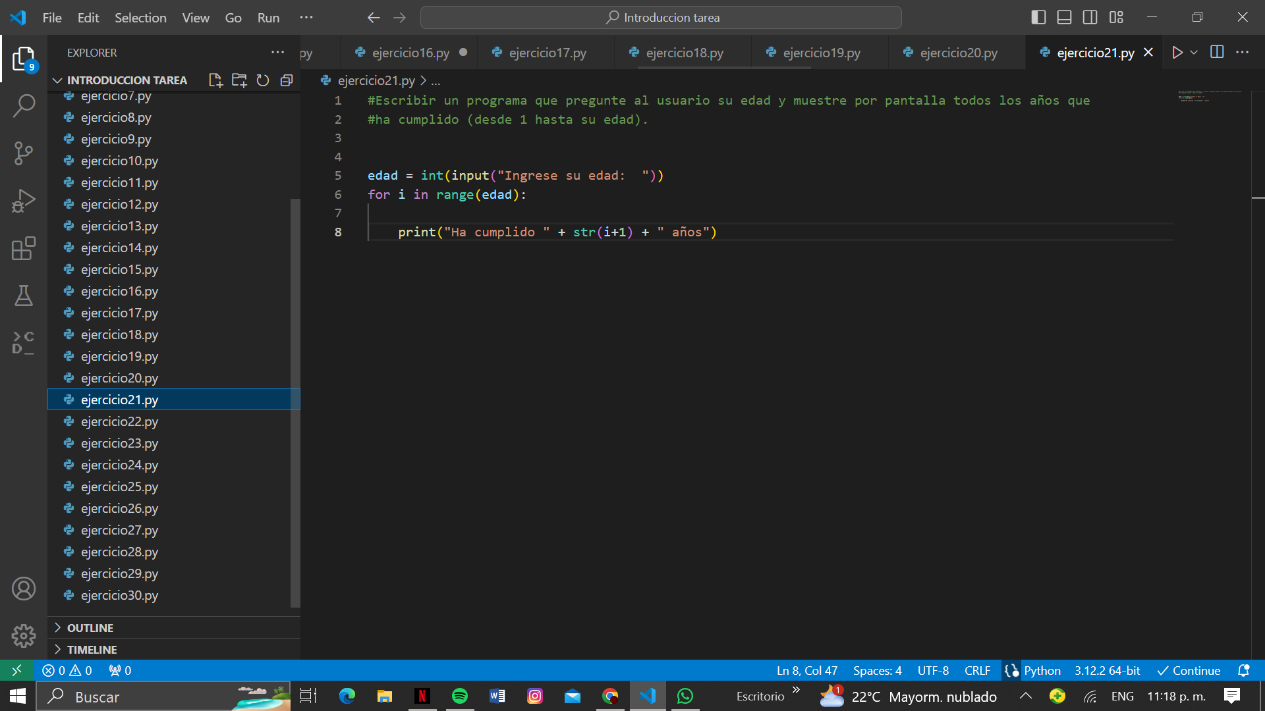 File Edit Selection View Go Run ···
Introduccion tarea
EXPLORER
py
ejercicio16.py
ejercicio17.py
ejercicio18.py
ejercicio19.py
ejercicio20.py
ejercicio21.py
INTRODUCCION TAREA
ejercicio21.py > ...
ejercicio7.py
ejercicio8.py
ejercicio9.py
ejercicio10.py
ejercicio11.py
ejercicio12.py
ejercicio13.py
ejercicio14.py
ejercicio15.py
ejercicio16.py
ejercicio17.py
ejercicio18.py
ejercicio19.py
ejercicio20.py
ejercicio21.py
ejercicio22.py
ejercicio23.py
ejercicio24.py
ejercicio25.py
ejercicio26.py
ejercicio27.py
ejercicio28.py
ejercicio29.py
ejercicio30.py
OUTLINE
TIMELINE
1 #Escribir un programa que pregunte al usuario su edad y muestre por pantalla todos los años que
2 #ha cumplido (desde 1 hasta su edad).
3
4
5 edad = int(input("Ingrese su edad:  "))
6 for i in range(edad):
7
8     print("Ha cumplido " + str(i+1) + " años")
9
0 0 0
Ln 8, Col 47 Spaces: 4 UTF-8 CRLF Python 3.12.2 64-bit Continue
Buscar
Escritorio
1
22°C Mayorm. nublado
ENG
11:18 p. m.